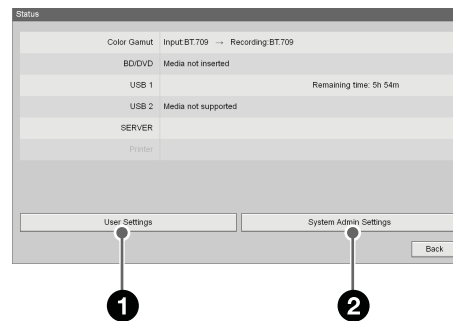 Status
Color Gamut Input:BT.709 → Recording:BT.709
BD/DVD Media not inserted
USB 1 Remaining time: 5h 54m
USB 2 Media not supported
SERVER
Printer
User Settings System Admin Settings
Back
1 2